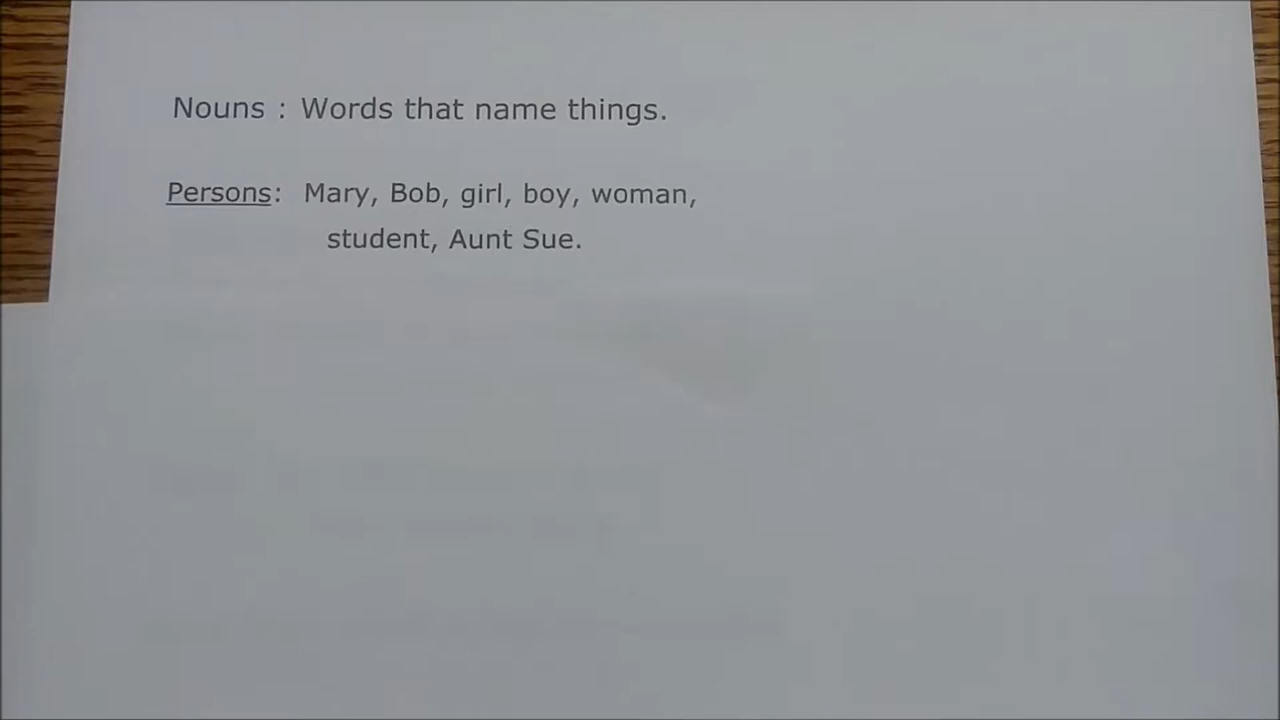 Nouns : Words that name things.
Persons: Mary, Bob, girl, boy, woman,
student, Aunt Sue.